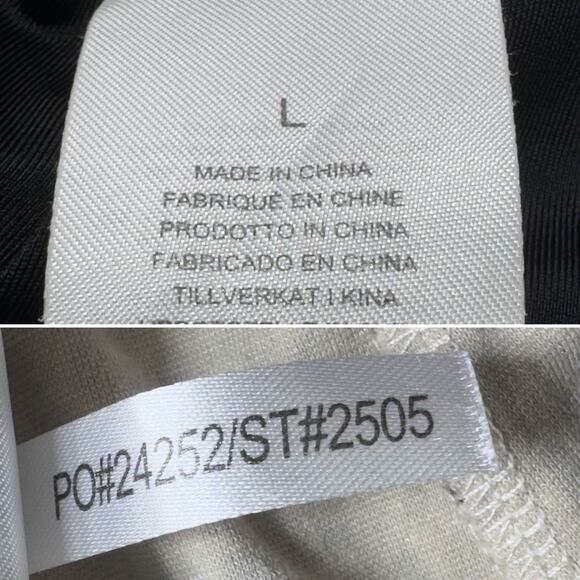 L
MADE IN CHINA
FABRIQUÉ EN CHINE
PRODOTTO IN CHINA
FABRICADO EN CHINA
TILLVERKAT I KINA
PO#24252/ST#2505